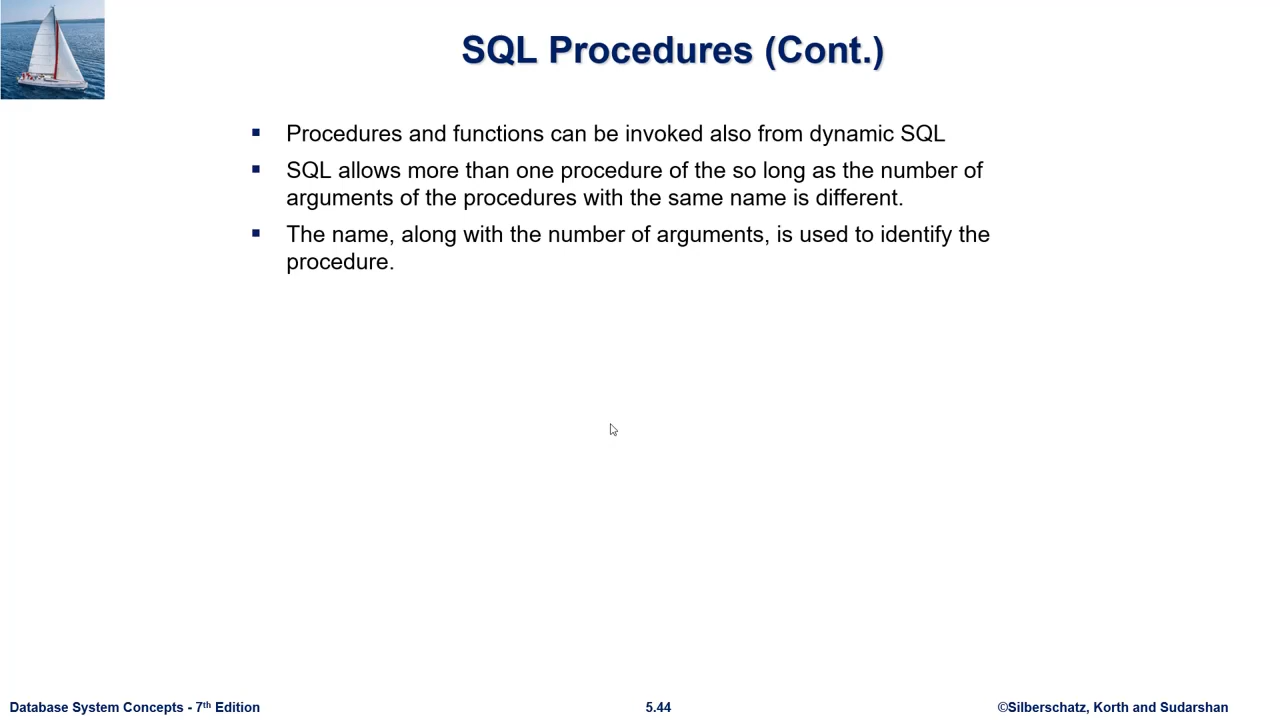 SQL Procedures (Cont.)
▪ Procedures and functions can be invoked also from dynamic SQL
▪ SQL allows more than one procedure of the so long as the number of
arguments of the procedures with the same name is different.
▪ The name, along with the number of arguments, is used to identify the
procedure.
Database System Concepts - 7th Edition
5.44
©Silberschatz, Korth and Sudarshan